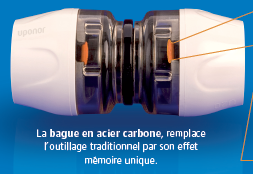 uponor
La bague en acier carbone, remplace
l'outillage traditionnel par son effet
mémoire unique.